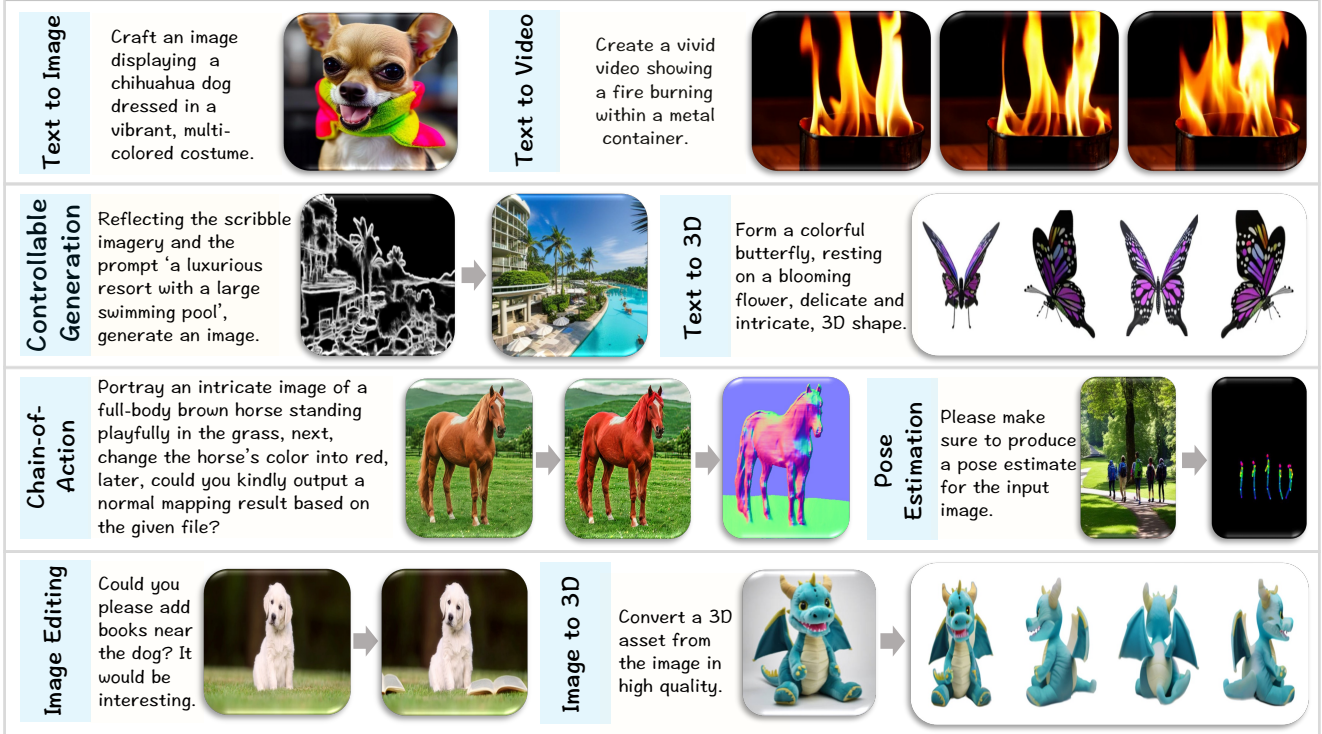 Text to Image
Craft an image
displaying a
chihuahua dog
dressed in a
vibrant, multi-
colored costume.
Text to Video
Create a vivid
video showing
a fire burning
within a metal
container.
Controllable
Generation
Reflecting the scribble
imagery and the
prompt ‘a luxurious
resort with a large
swimming pool’,
generate an image.
Text to 3D
Form a colorful
butterfly, resting
on a blooming
flower, delicate and
intricate, 3D shape.
Chain-of-
Action
Portray an intricate image of a
full-body brown horse standing
playfully in the grass, next,
change the horse’s color into red,
later, could you kindly output a
normal mapping result based on
the given file?
Pose
Estimation
Please make
sure to produce
a pose estimate
for the input
image.
Image Editing
Could you
please add
books near
the dog? It
would be
interesting.
Image to 3D
Convert a 3D
asset from
the image in
high quality.